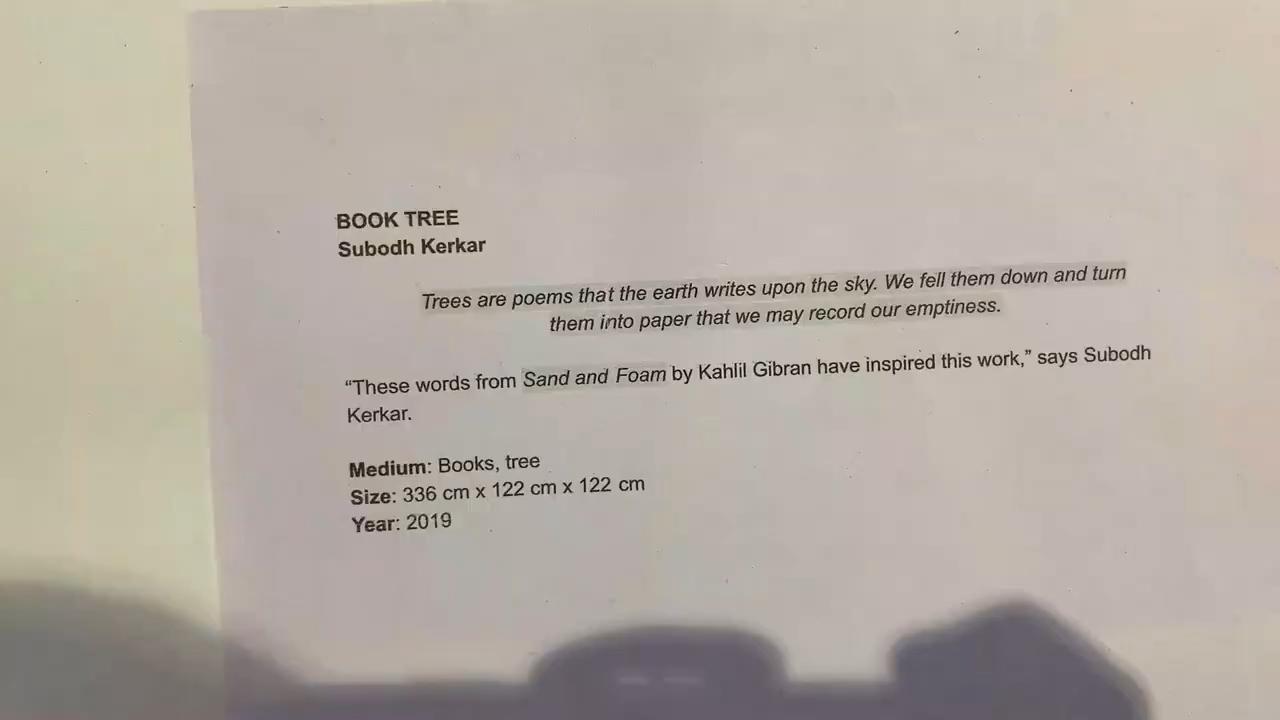 BOOK TREE
Subodh Kerkar
Trees are poems that the earth writes upon the sky. We fell them down and turn
them into paper that we may record our emptiness.
“These words from Sand and Foam by Kahlil Gibran have inspired this work,” says Subodh
Kerkar.
Medium: Books, tree
Size: 336 cm x 122 cm x 122 cm
Year: 2019